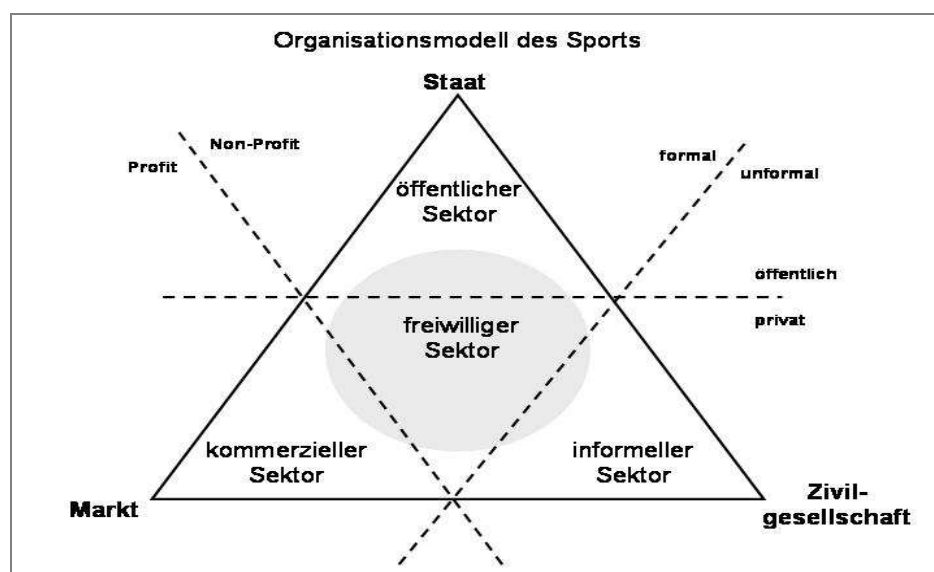 Organisationsmodell des Sports
Staat
Non-Profit
Profit
formal
unformal
öffentlicher
Sektor
öffentlich
privat
freiwilliger
Sektor
kommerzieller
Sektor
informeller
Sektor
Markt
Zivil-
gesellschaft